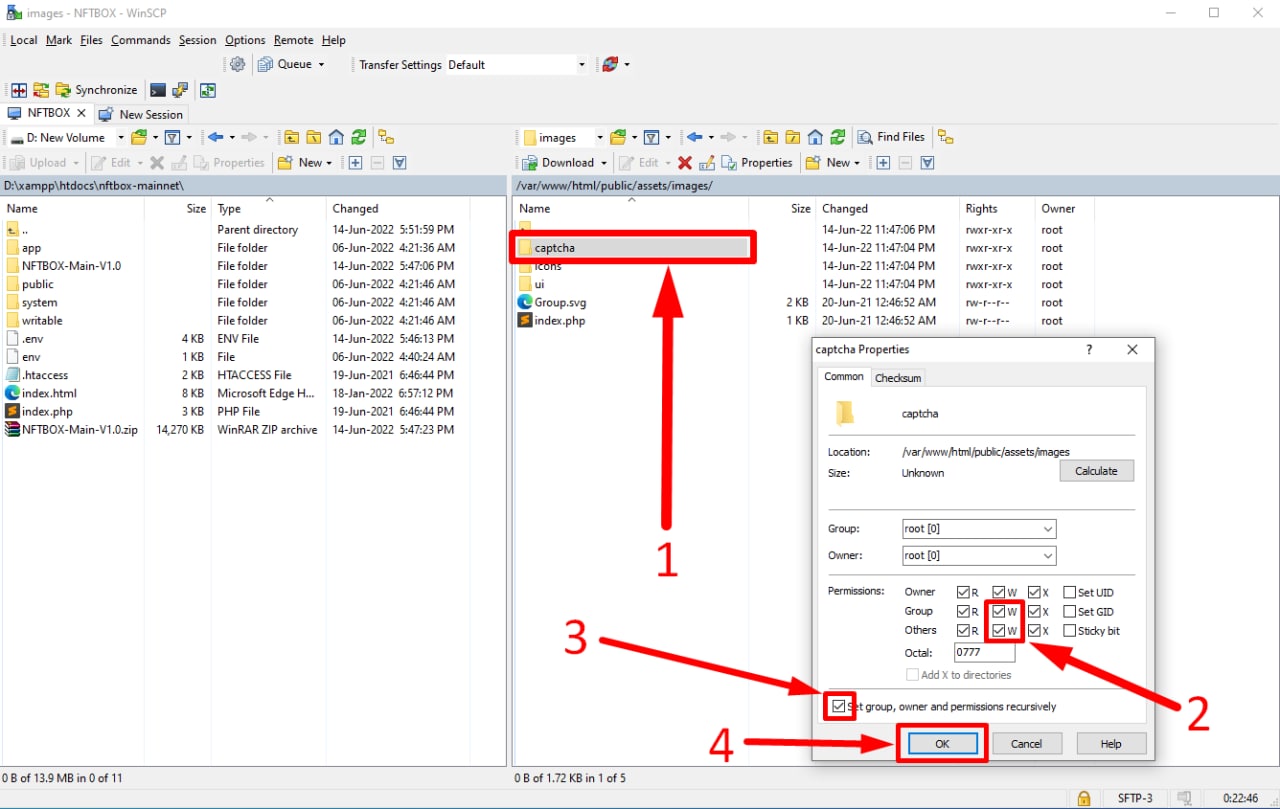 images - NFTBOX - WinSCP
Local Mark Files Commands Session Options Remote Help
Queue Transfer Settings Default
Synchronize
NFTBOX New Session
D: New Volume images Find Files
Upload Edit Properties New Download Edit Properties New
D:\xampp\htdocs\nftbox-mainnet\ /var/www/html/public/assets/images/
Name Size Type Changed Name Size Changed Rights Owner
.. Parent directory 14-Jun-2022 5:51:59 PM 14-Jun-22 11:47:06 PM rwxr-xr-x root
app File folder 06-Jun-2022 4:21:36 AM captcha 14-Jun-22 11:47:04 PM rwxr-xr-x root
NFTBOX-Main-V1.0 File folder 14-Jun-2022 5:47:06 PM icons 14-Jun-22 11:47:04 PM rwxr-xr-x root
public File folder 06-Jun-2022 4:21:46 AM ui 14-Jun-22 11:47:04 PM rwxr-xr-x root
system File folder 06-Jun-2022 4:21:46 AM Group.svg 2 KB 20-Jun-21 12:46:52 AM rw-r--r-- root
writable File folder 06-Jun-2022 4:21:46 AM index.php 1 KB 20-Jun-21 12:46:52 AM rw-r--r-- root
.env 4 KB ENV File 14-Jun-2022 5:46:13 PM
env 1 KB File 06-Jun-2022 4:40:24 AM
.htaccess 2 KB HTACCESS File 19-Jun-2021 6:46:44 PM
index.html 8 KB Microsoft Edge H... 18-Jan-2022 6:57:12 PM
index.php 3 KB PHP File 19-Jun-2021 6:46:44 PM
NFTBOX-Main-V1.0.zip 14,270 KB WinRAR ZIP archive 14-Jun-2022 5:47:23 PM
1
captcha Properties ?
Common Checksum
captcha
Location: /var/www/html/public/assets/images
Size: Unknown Calculate
Group: root [0]
Owner: root [0]
Permissions: Owner R W X Set UID
Group R W X Set GID
Others R W X Sticky bit
Octal: 0777
Add X to directories
3
2
Set group, owner and permissions recursively
4
OK Cancel Help
0 B of 13.9 MB in 0 of 11 0 B of 1.72 KB in 1 of 5
SFTP-3 0:22:46